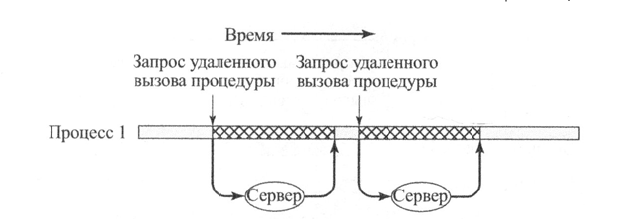 Время
Запрос удаленного Запрос удаленного
вызова процедуры вызова процедуры
Процесс 1
Сервер Сервер